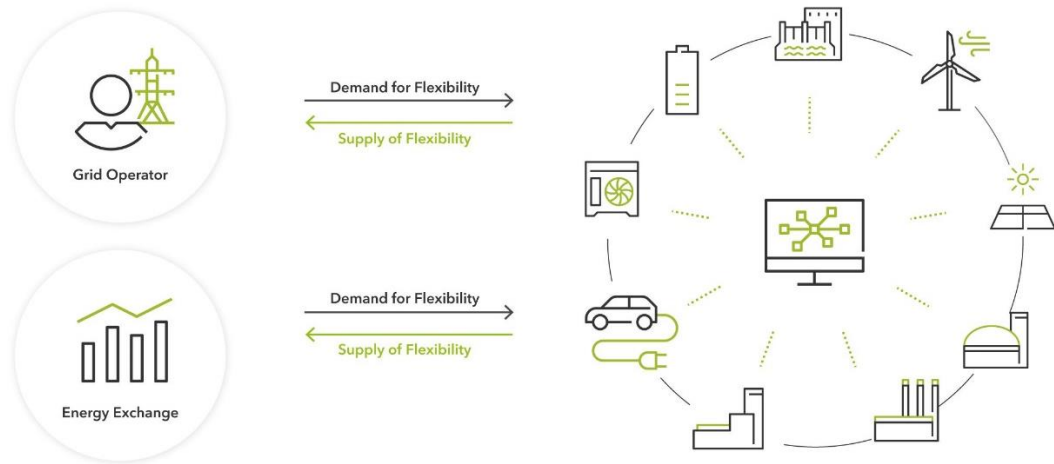 Demand for Flexibility
Supply of Flexibility
Grid Operator
Demand for Flexibility
Supply of Flexibility
Energy Exchange